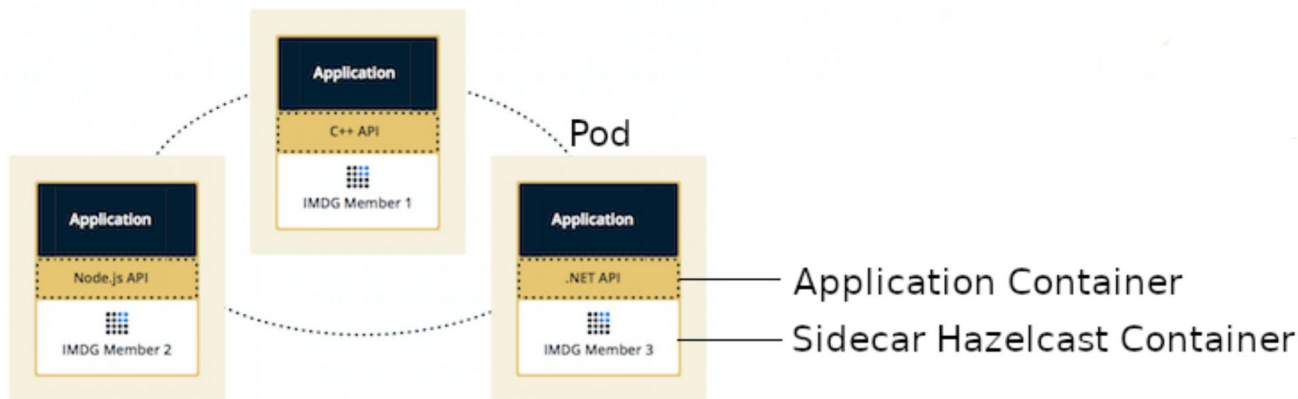 Application
C++ API
IMDG Member 1
Pod
Application
Node.js API
IMDG Member 2
Application
.NET API
IMDG Member 3
Application Container
Sidecar Hazelcast Container